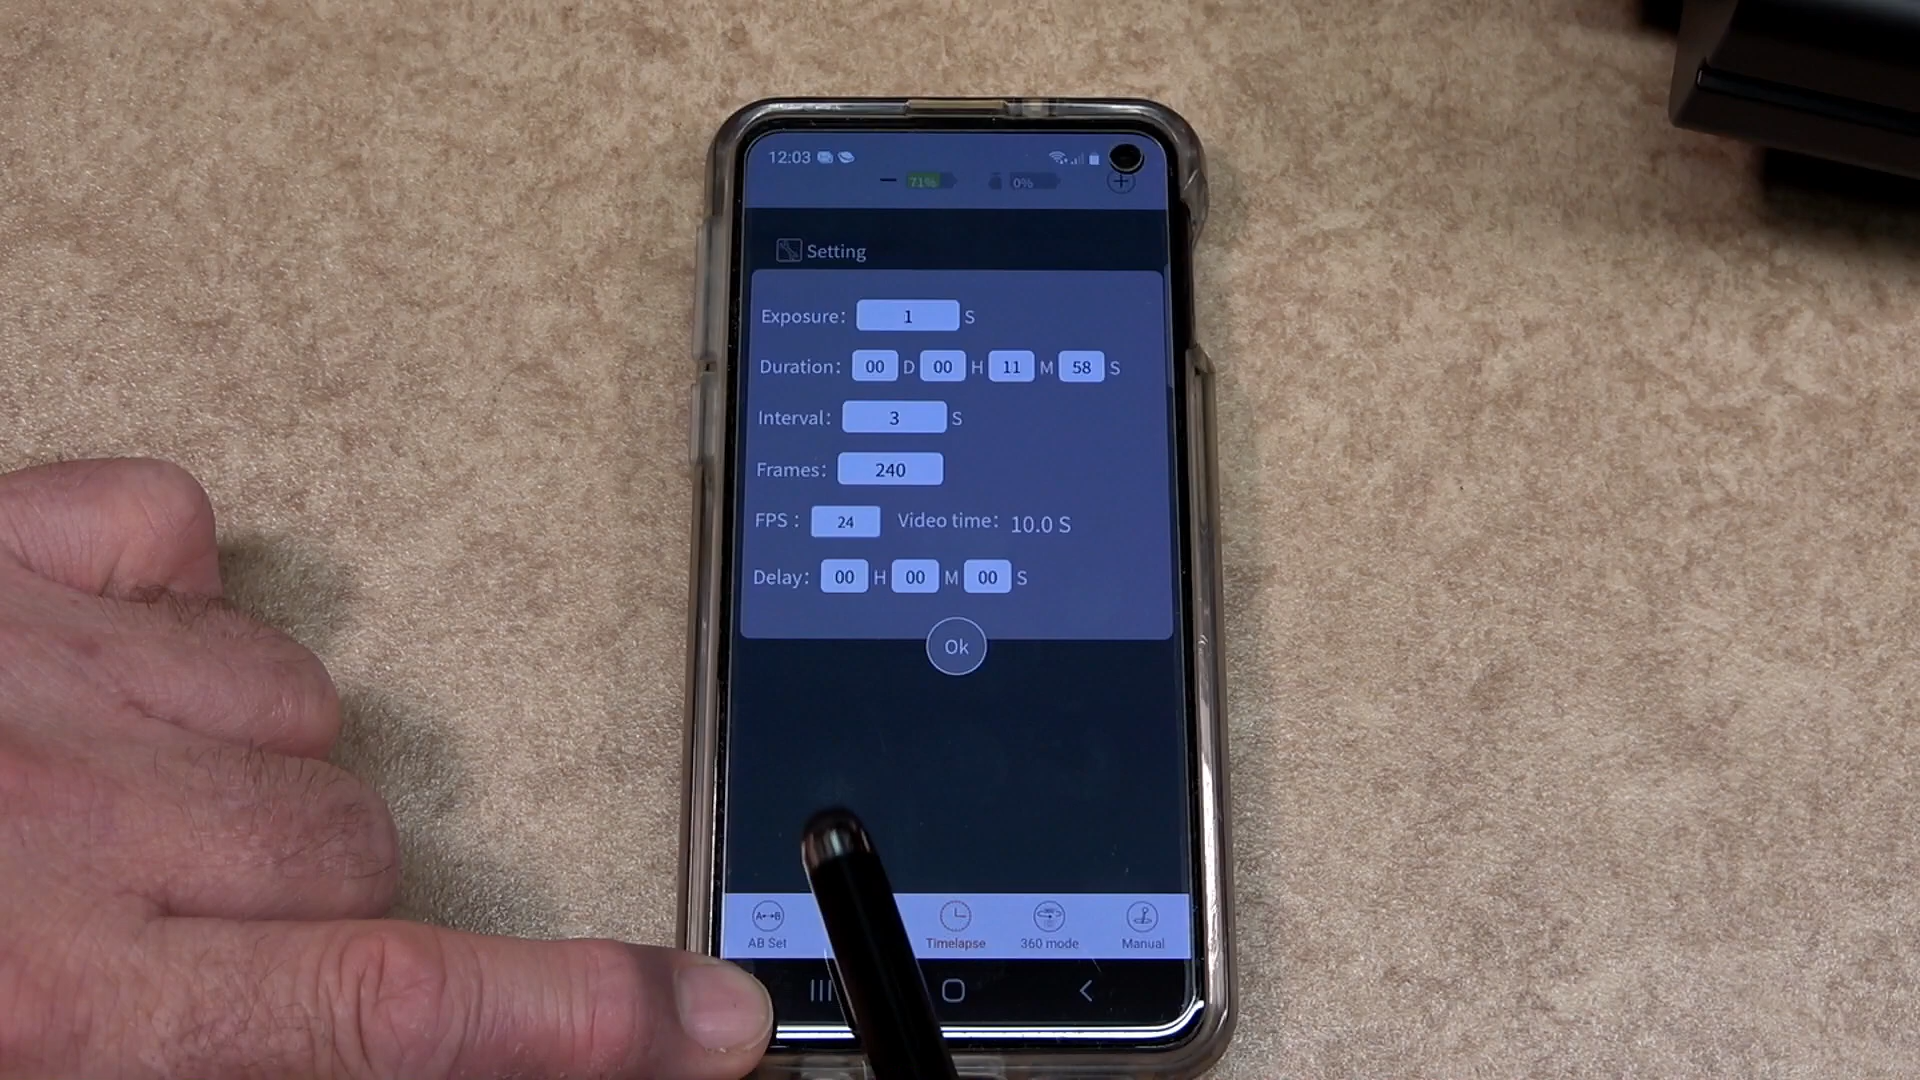 12:03
71% 0% +
Setting
Exposure: 1 S
Duration: 00 D 00 H 11 M 58 S
Interval: 3 S
Frames: 240
FPS : 24 Video time: 10.0 S
Delay: 00 H 00 M 00 S
Ok
A↔B 360°
AB Set Timelapse 360 mode Manual